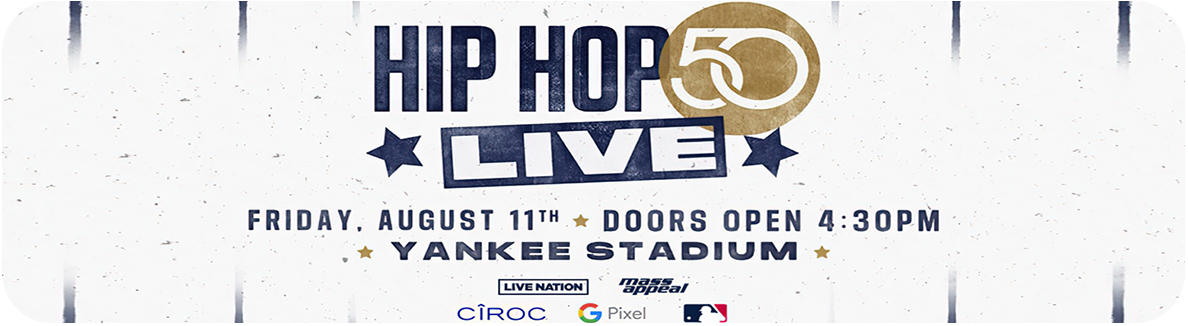 HIP HOP 50
LIVE
FRIDAY, AUGUST 11TH ★ DOORS OPEN 4:30PM
★ YANKEE STADIUM ★
LIVE NATION mass appeal
CÎROC Google Pixel